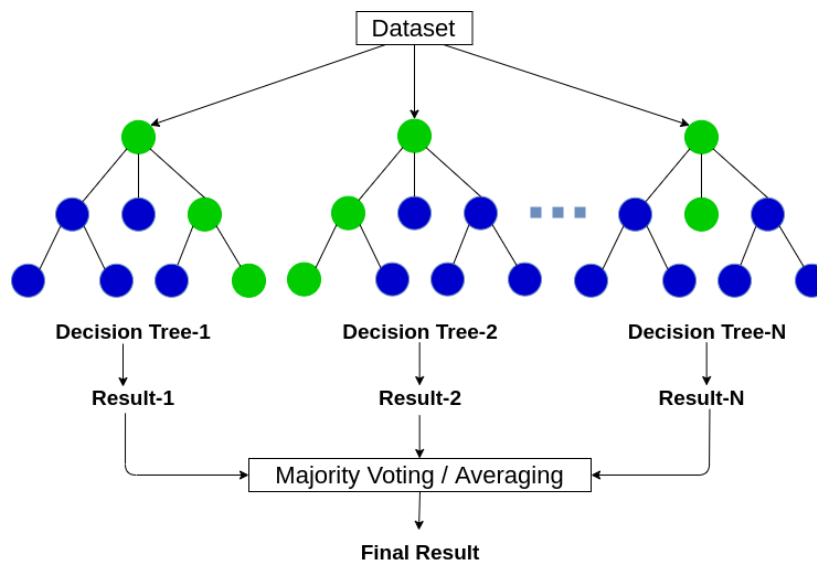 Dataset
Decision Tree-1 Decision Tree-2 Decision Tree-N
Result-1 Result-2 Result-N
Majority Voting / Averaging
Final Result